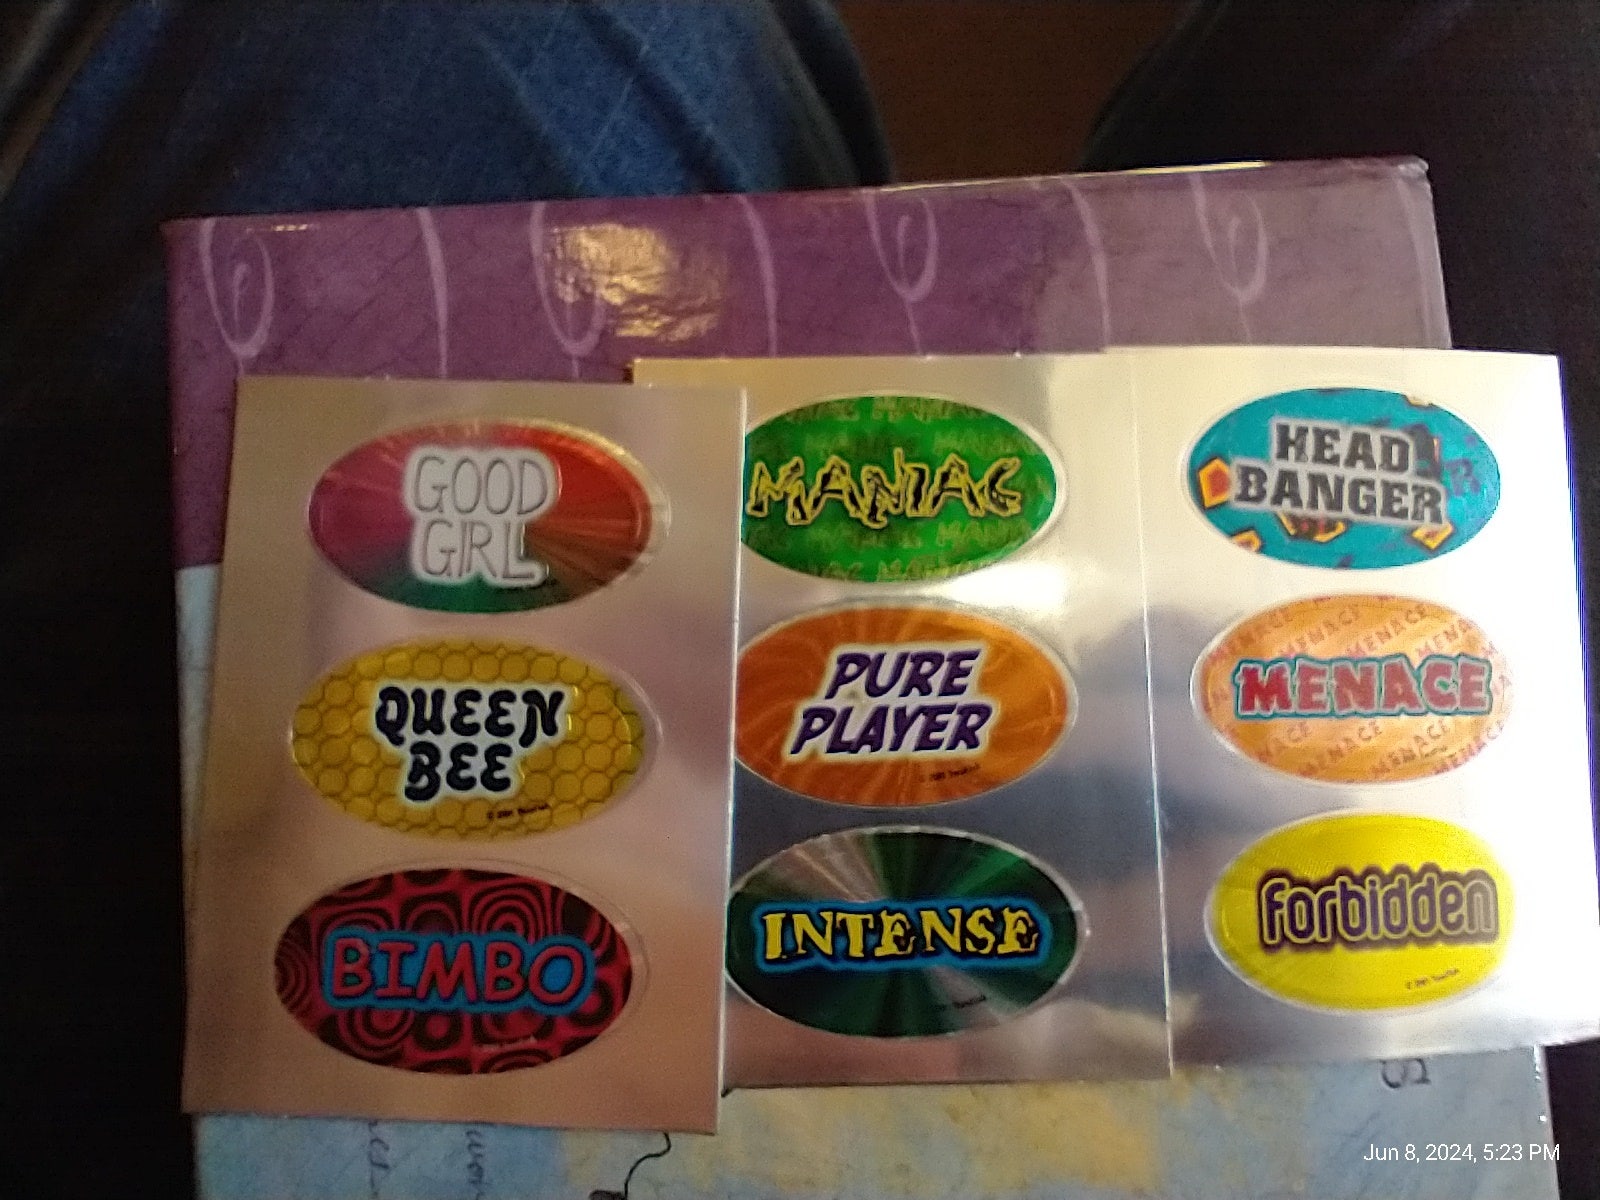 GOOD
GIRL
QUEEN
BEE
BIMBO
MANIAC
PURE
PLAYER
INTENSE
HEAD
BANGER
MENACE
forbidden
Jun 8, 2024, 5:23 PM